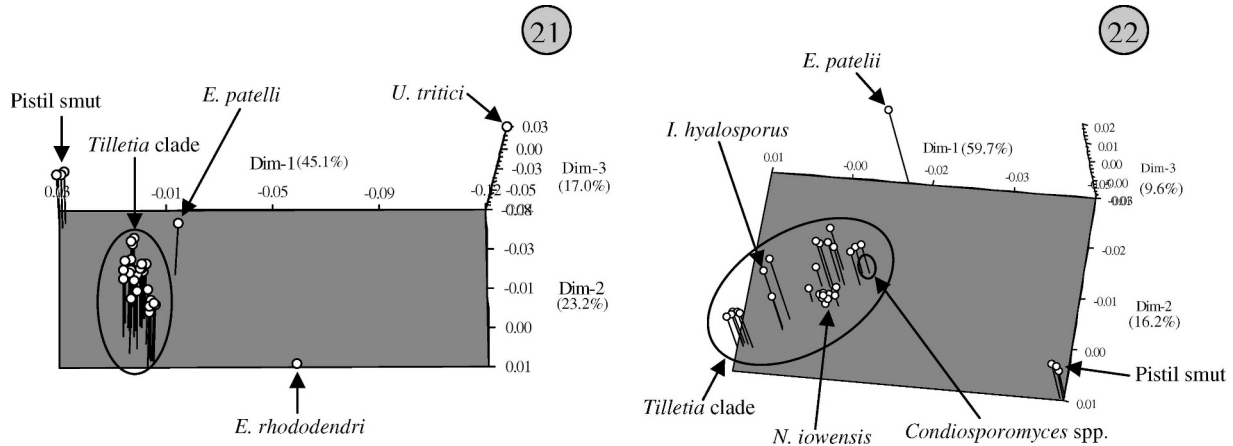 21
Pistil smut
E. patelli
U. tritici
Tilletia clade
Dim-1 (45.1%)
0.03
0.00
-0.03
-0.05
Dim-3
(17.0%)
-0.01
-0.05
-0.09
-0.03
-0.01
0.00
0.01
Dim-2
(23.2%)
E. rhododendri
22
E. patelii
I. hyalosporus
Dim-1 (59.7%)
0.01
-0.00
-0.02
-0.03
0.02
0.01
0.00
-0.00
Dim-3
(9.6%)
-0.02
-0.01
0.00
0.01
Dim-2
(16.2%)
Pistil smut
Tilletia clade
N. iowensis
Condiosporomyces spp.